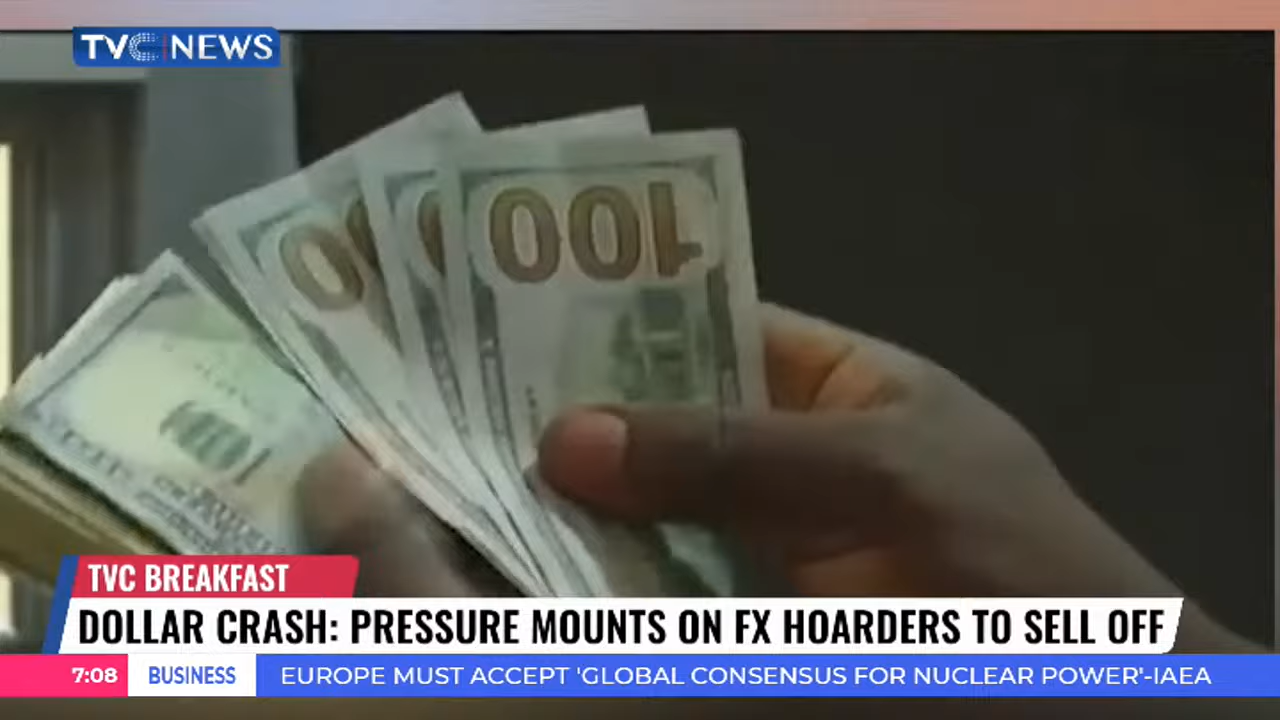 TVC NEWS
100
TVC BREAKFAST
DOLLAR CRASH: PRESSURE MOUNTS ON FX HOARDERS TO SELL OFF
7:08 BUSINESS EUROPE MUST ACCEPT 'GLOBAL CONSENSUS FOR NUCLEAR POWER'-IAEA